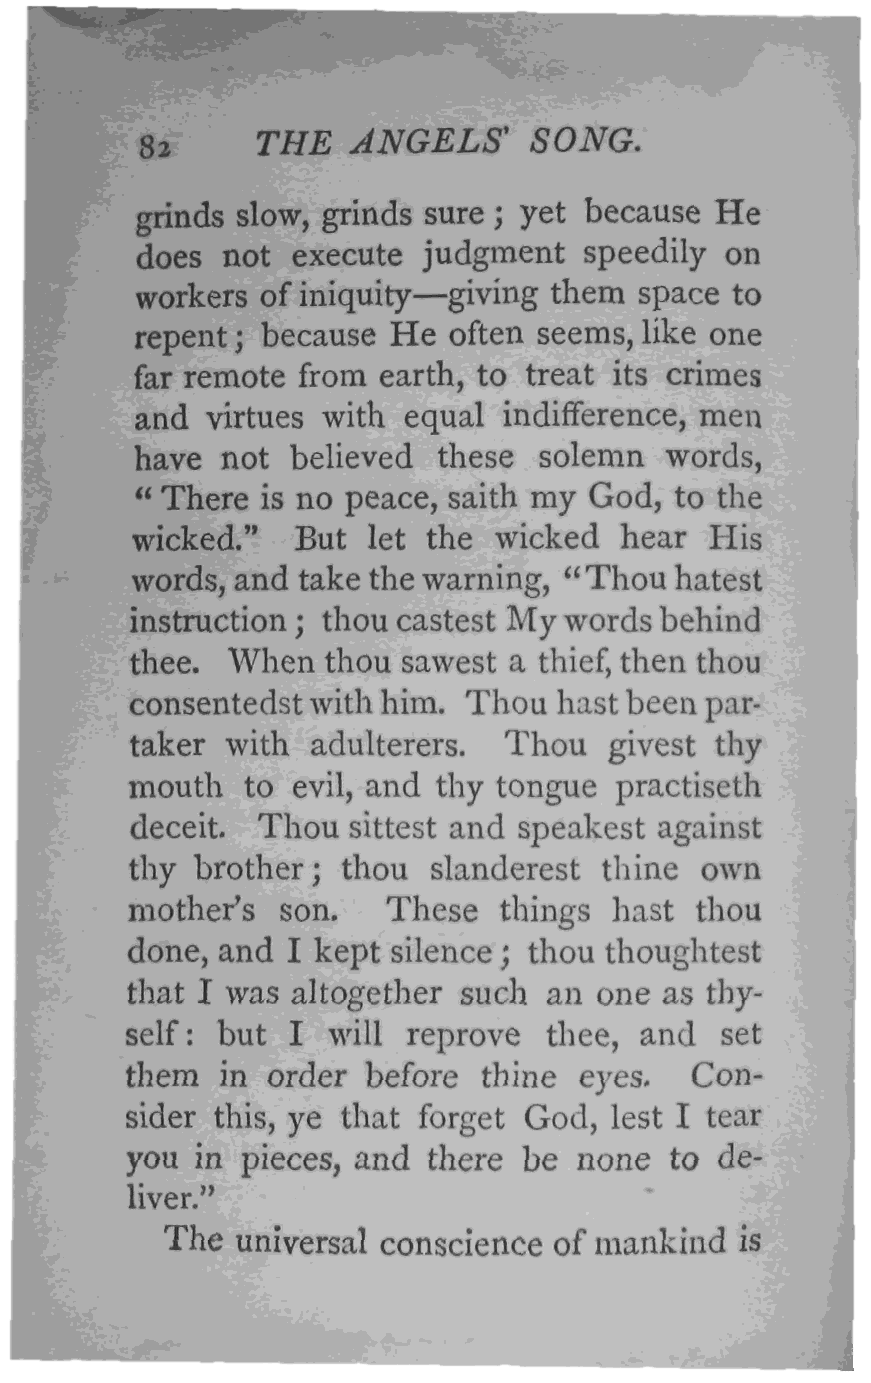 82 THE ANGELS' SONG.
grinds slow, grinds sure ; yet because He
does not execute judgment speedily on
workers of iniquity—giving them space to
repent ; because He often seems, like one
far remote from earth, to treat its crimes
and virtues with equal indifference, men
have not believed these solemn words,
“ There is no peace, saith my God, to the
wicked.” But let the wicked hear His
words, and take the warning, “Thou hatest
instruction ; thou castest My words behind
thee. When thou sawest a thief, then thou
consentedst with him. Thou hast been par-
taker with adulterers. Thou givest thy
mouth to evil, and thy tongue practiseth
deceit. Thou sittest and speakest against
thy brother ; thou slanderest thine own
mother's son. These things hast thou
done, and I kept silence ; thou thoughtest
that I was altogether such an one as thy-
self : but I will reprove thee, and set
them in order before thine eyes. Con-
sider this, ye that forget God, lest I tear
you in pieces, and there be none to de-
liver.”
The universal conscience of mankind is